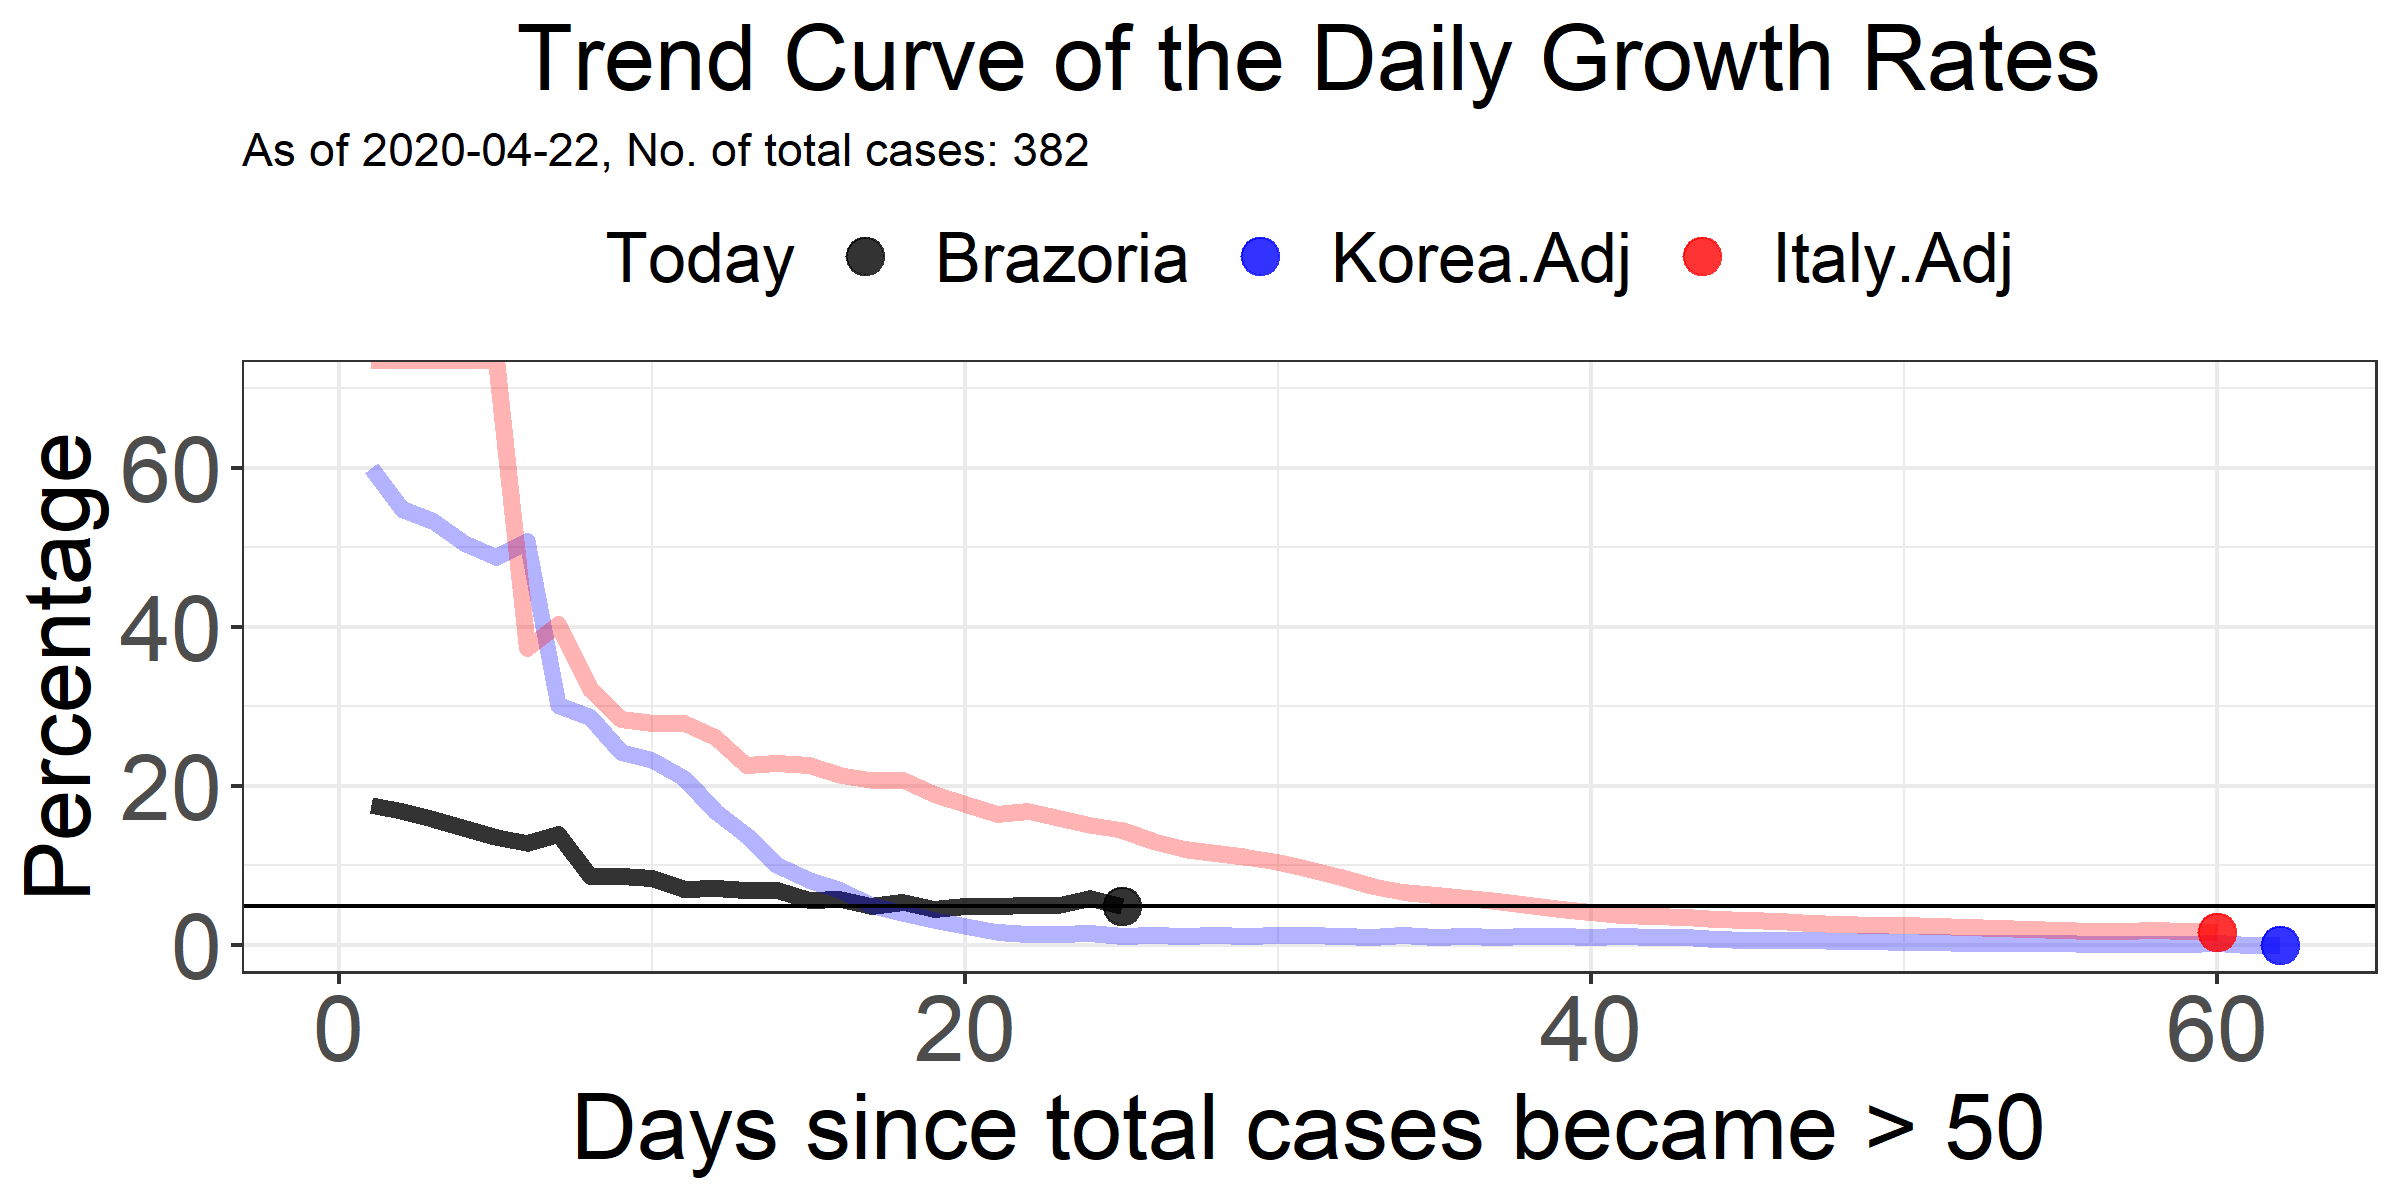 Trend Curve of the Daily Growth Rates
As of 2020-04-22, No. of total cases: 382
Today Brazoria Korea.Adj Italy.Adj
Percentage
60
40
20
0
0 20 40 60
Days since total cases became > 50